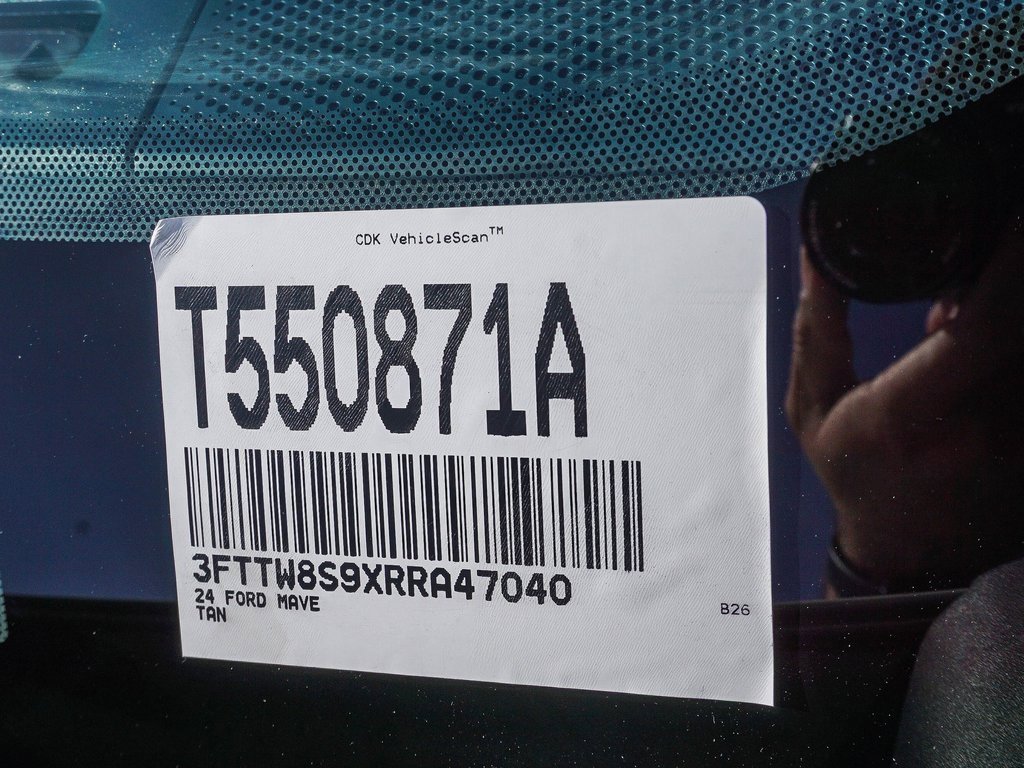 CDK VehicleScan™
T550871A
3FTTW8S9XRRA47040
24 FORD MAVE
TAN
B26